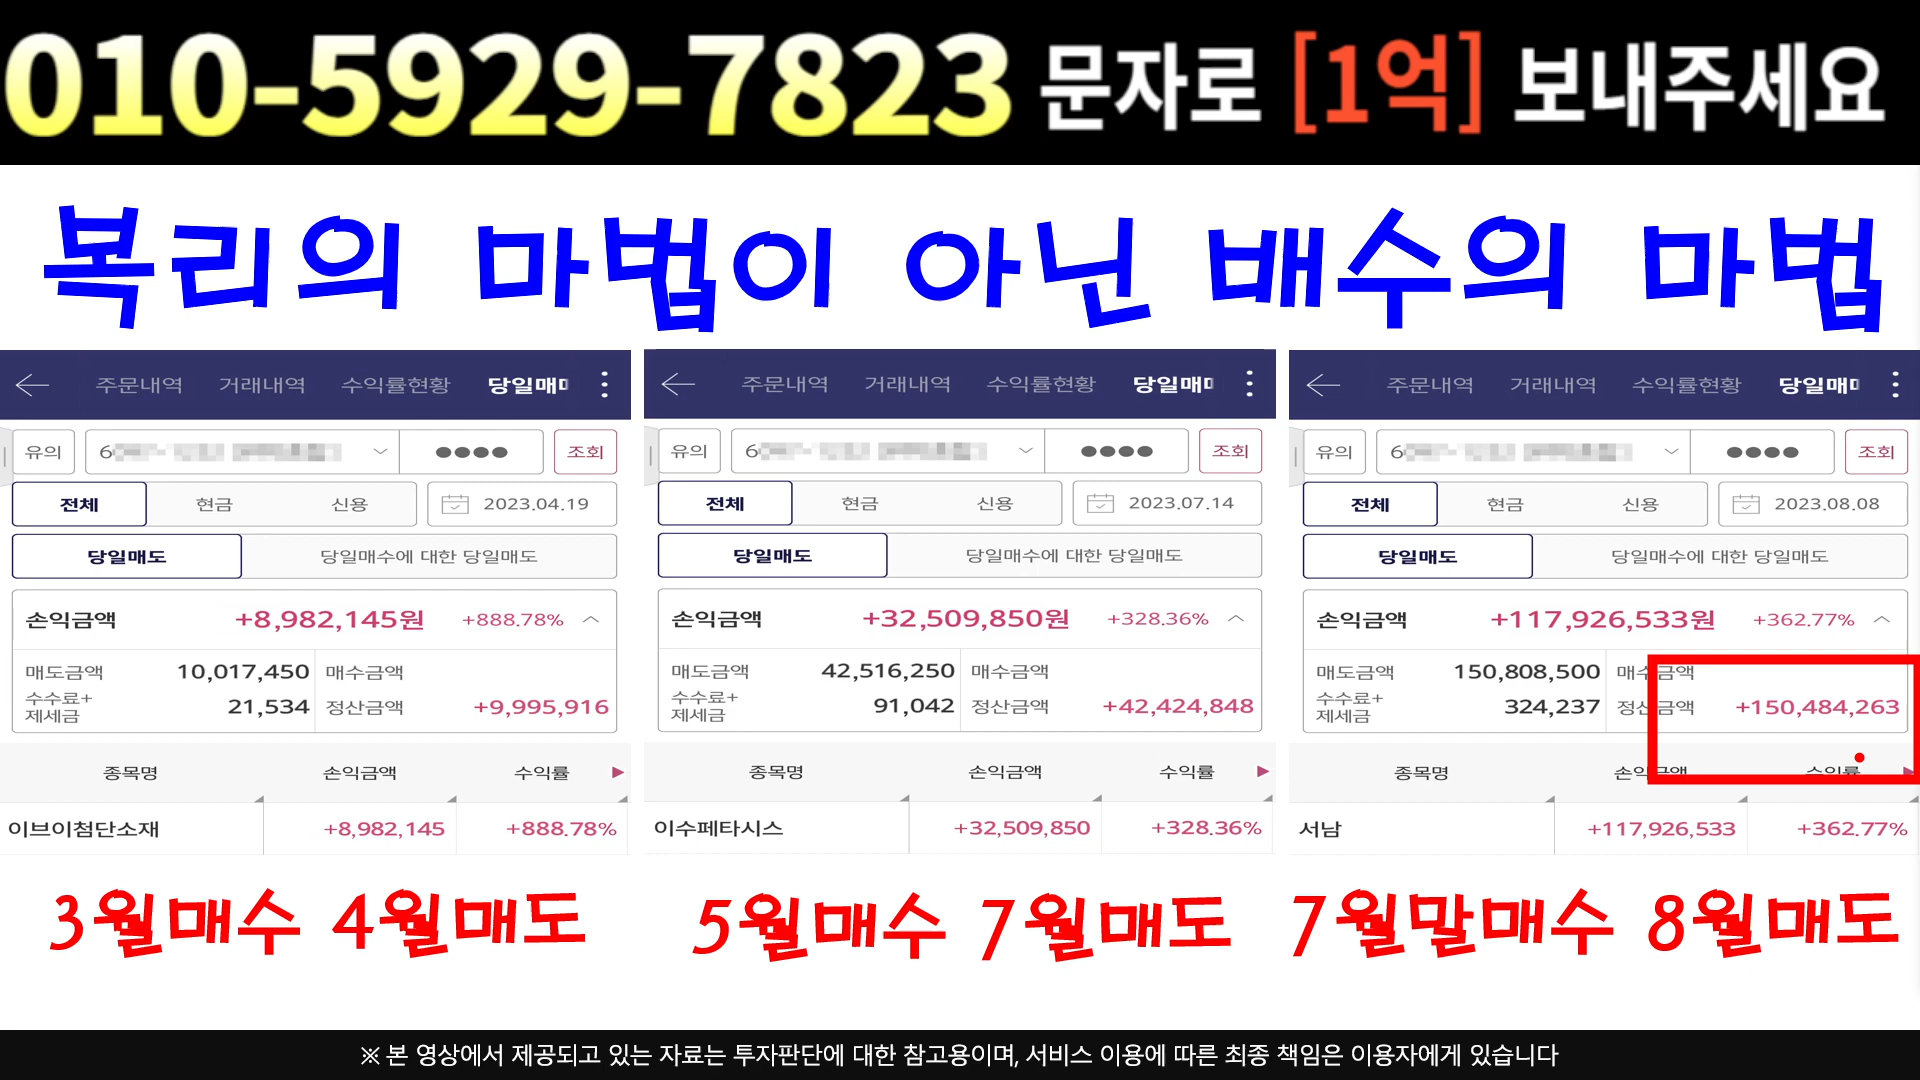 010-5929-7823 문자로 [1억] 보내주세요
복리의 마법이 아닌 배수의 마법
주문내역 거래내역 수익률현황 당일매매
유의 6 ●●●● 조회
전체 현금 신용 2023.04.19
당일매도 당일매수에 대한 당일매도
손익금액 +8,982,145원 +888.78%
매도금액 10,017,450 매수금액
수수료+
제세금 21,534 정산금액 +9,995,916
종목명 손익금액 수익률
이브이첨단소재 +8,982,145 +888.78%
3월매수 4월매도
주문내역 거래내역 수익률현황 당일매매
유의 6 ●●●● 조회
전체 현금 신용 2023.07.14
당일매도 당일매수에 대한 당일매도
손익금액 +32,509,850원 +328.36%
매도금액 42,516,250 매수금액
수수료+
제세금 91,042 정산금액 +42,424,848
종목명 손익금액 수익률
이수페타시스 +32,509,850 +328.36%
5월매수 7월매도
주문내역 거래내역 수익률현황 당일매매
유의 6 ●●●● 조회
전체 현금 신용 2023.08.08
당일매도 당일매수에 대한 당일매도
손익금액 +117,926,533원 +362.77%
매도금액 150,808,500 매수금액
수수료+
제세금 324,237 정산금액 +150,484,263
종목명 손익금액 수익률
서남 +117,926,533 +362.77%
7월말매수 8월매도
※ 본 영상에서 제공되고 있는 자료는 투자판단에 대한 참고용이며, 서비스 이용에 따른 최종 책임은 이용자에게 있습니다